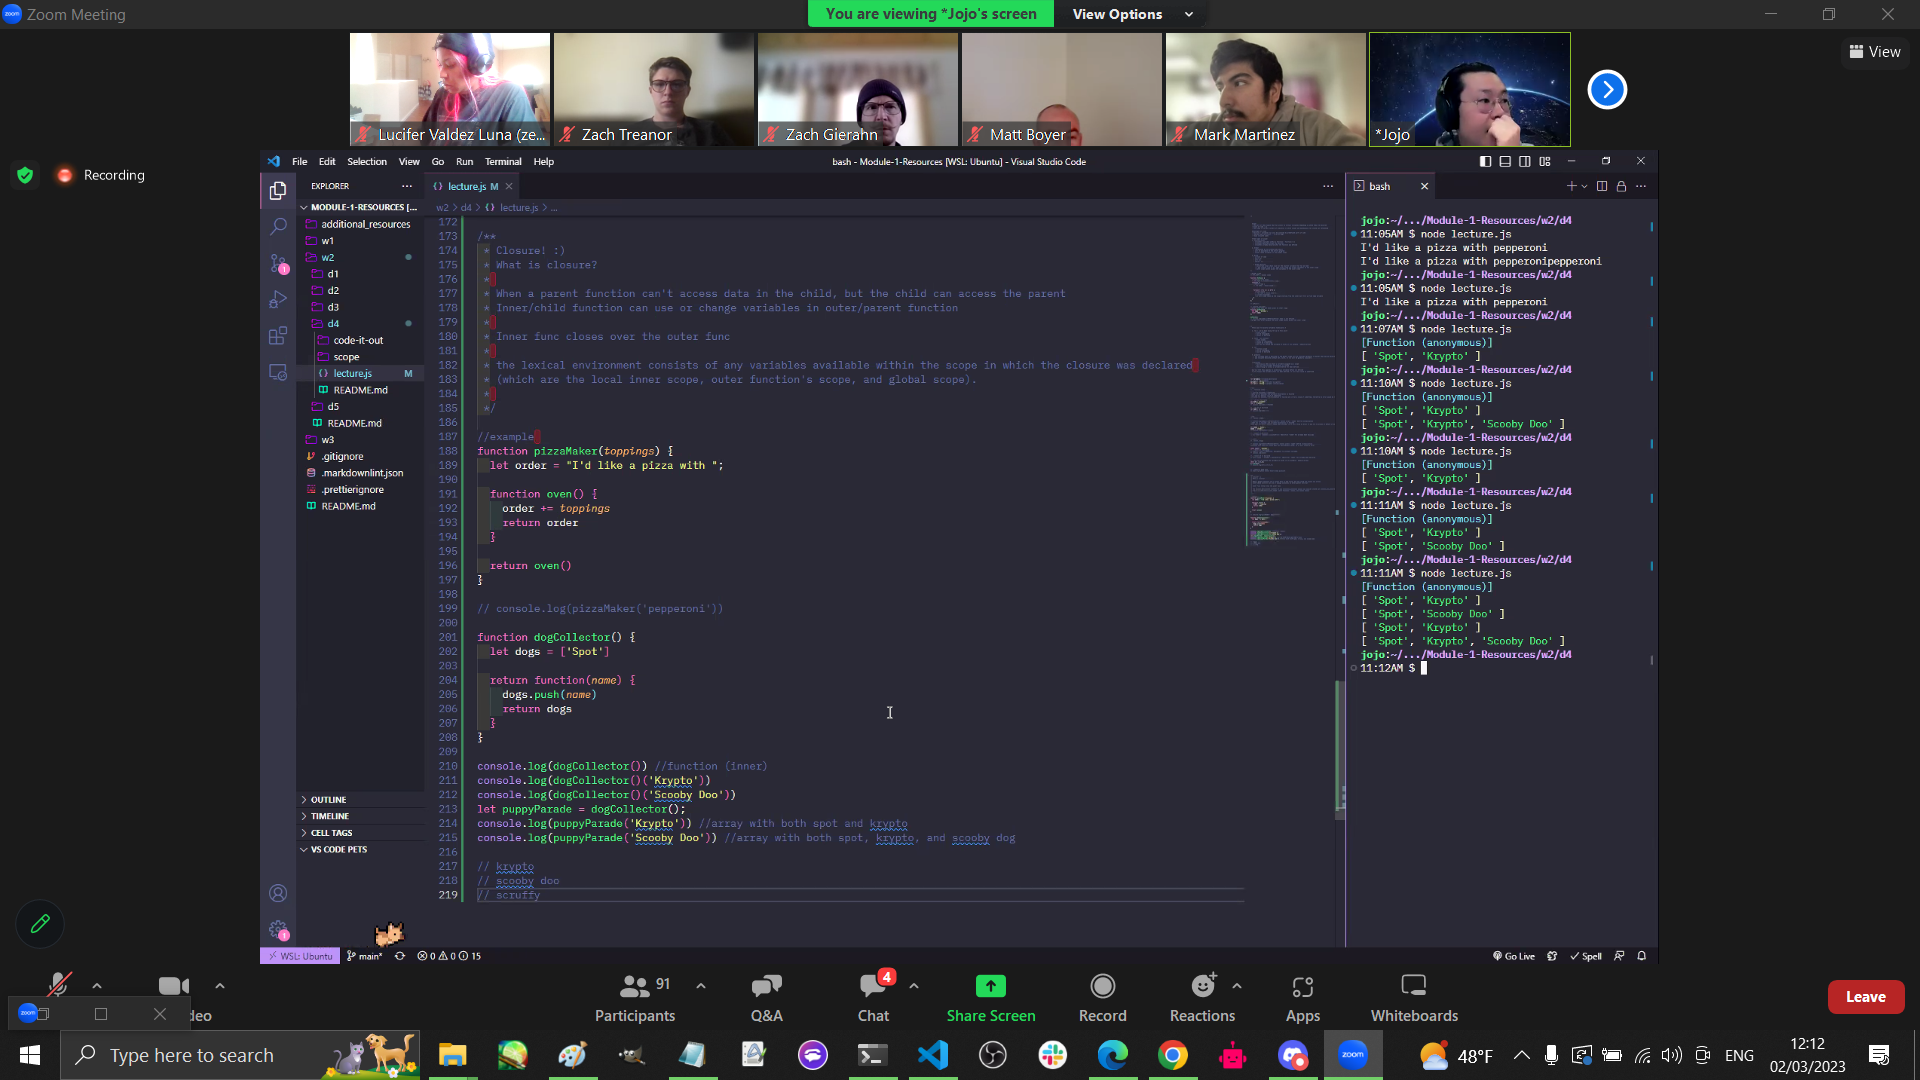 Zoom Meeting
You are viewing *Jojo's screen
View Options
View
Lucifer Valdez Luna (ze...
Zach Treanor
Zach Gierahn
Matt Boyer
Mark Martinez
*Jojo
Recording
File Edit Selection View Go Run Terminal Help
bash - Module-1-Resources [WSL: Ubuntu] - Visual Studio Code
EXPLORER
MODULE-1-RESOURCES [...
additional_resources
w1
w2
d1
d2
d3
d4
code-it-out
scope
lecture.js M
README.md
d5
README.md
w3
.gitignore
.markdownlint.json
.prettierignore
README.md
OUTLINE
TIMELINE
CELL TAGS
VS CODE PETS
lecture.js M
w2 > d4 > lecture.js > ...
172
173 /**
174 * Closure! :)
175 * What is closure?
176 *
177 * When a parent function can't access data in the child, but the child can access the parent
178 * Inner/child function can use or change variables in outer/parent function
179 *
180 * Inner func closes over the outer func
181 *
182 * the lexical environment consists of any variables available within the scope in which the closure was declared
183 * (which are the local inner scope, outer function's scope, and global scope).
184 *
185 */
186
187 //example
188 function pizzaMaker(toppings) {
189 let order = "I'd like a pizza with ";
190
191 function oven() {
192 order += toppings
193 return order
194 }
195
196 return oven()
197 }
198
199 // console.log(pizzaMaker('pepperoni'))
200
201 function dogCollector() {
202 let dogs = ['Spot']
203
204 return function(name) {
205 dogs.push(name)
206 return dogs
207 }
208 }
209
210 console.log(dogCollector()) //function (inner)
211 console.log(dogCollector()('Krypto'))
212 console.log(dogCollector()('Scooby Doo'))
213 let puppyParade = dogCollector();
214 console.log(puppyParade('Krypto')) //array with both spot and krypto
215 console.log(puppyParade('Scooby Doo')) //array with both spot, krypto, and scooby dog
216
217 // krypto
218 // scooby doo
219 // scruffy
bash
jojo:~/.../Module-1-Resources/w2/d4
11:05AM $ node lecture.js
I'd like a pizza with pepperoni
I'd like a pizza with pepperonipepperoni
jojo:~/.../Module-1-Resources/w2/d4
11:05AM $ node lecture.js
I'd like a pizza with pepperoni
jojo:~/.../Module-1-Resources/w2/d4
11:07AM $ node lecture.js
[Function (anonymous)]
[ 'Spot', 'Krypto' ]
jojo:~/.../Module-1-Resources/w2/d4
11:10AM $ node lecture.js
[Function (anonymous)]
[ 'Spot', 'Krypto' ]
[ 'Spot', 'Krypto', 'Scooby Doo' ]
jojo:~/.../Module-1-Resources/w2/d4
11:10AM $ node lecture.js
[Function (anonymous)]
[ 'Spot', 'Krypto' ]
jojo:~/.../Module-1-Resources/w2/d4
11:11AM $ node lecture.js
[Function (anonymous)]
[ 'Spot', 'Krypto' ]
[ 'Spot', 'Scooby Doo' ]
jojo:~/.../Module-1-Resources/w2/d4
11:11AM $ node lecture.js
[Function (anonymous)]
[ 'Spot', 'Krypto' ]
[ 'Spot', 'Scooby Doo' ]
[ 'Spot', 'Krypto' ]
[ 'Spot', 'Krypto', 'Scooby Doo' ]
jojo:~/.../Module-1-Resources/w2/d4
11:12AM $
WSL: Ubuntu main* 0 0 15
Go Live Spell
deo
91
Participants
Q&A
4
Chat
Share Screen
Record
Reactions
Apps
Whiteboards
Leave
Type here to search
zoom
48°F
ENG
12:12
02/03/2023